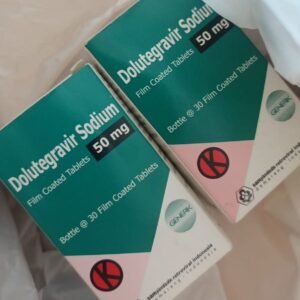 Dolutegravir Sodium
50 mg
Film Coated Tablets
Bottle @ 30 Film Coated Tablets
GENERIK
K
Dolutegravir Sodium
50 mg
Film Coated Tablets
Bottle @ 30 Film Coated Tablets
GENERIK
K